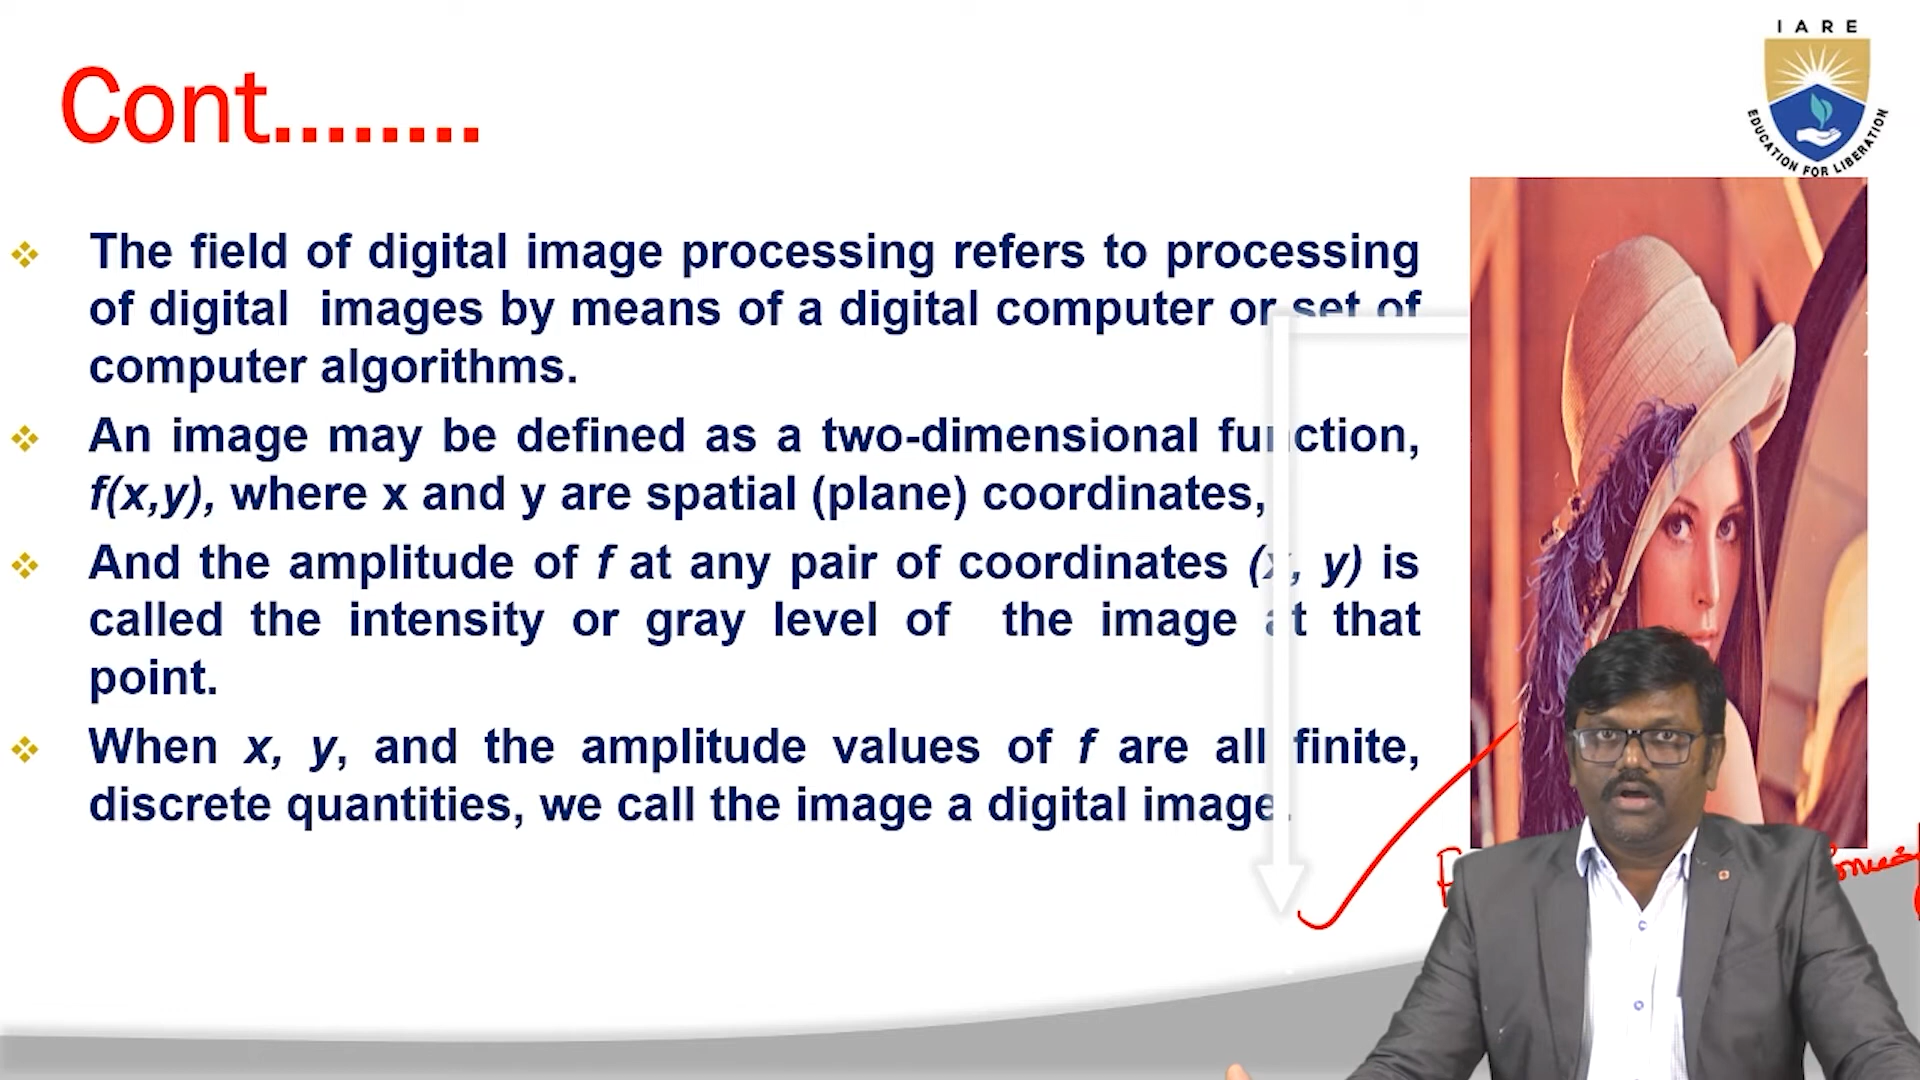 I A R E
EDUCATION FOR LIBERATION
Cont........
The field of digital image processing refers to processing
of digital images by means of a digital computer or set of
computer algorithms.
An image may be defined as a two-dimensional function,
f(x,y), where x and y are spatial (plane) coordinates,
And the amplitude of f at any pair of coordinates (x, y) is
called the intensity or gray level of the image at that
point.
When x, y, and the amplitude values of f are all finite,
discrete quantities, we call the image a digital image.